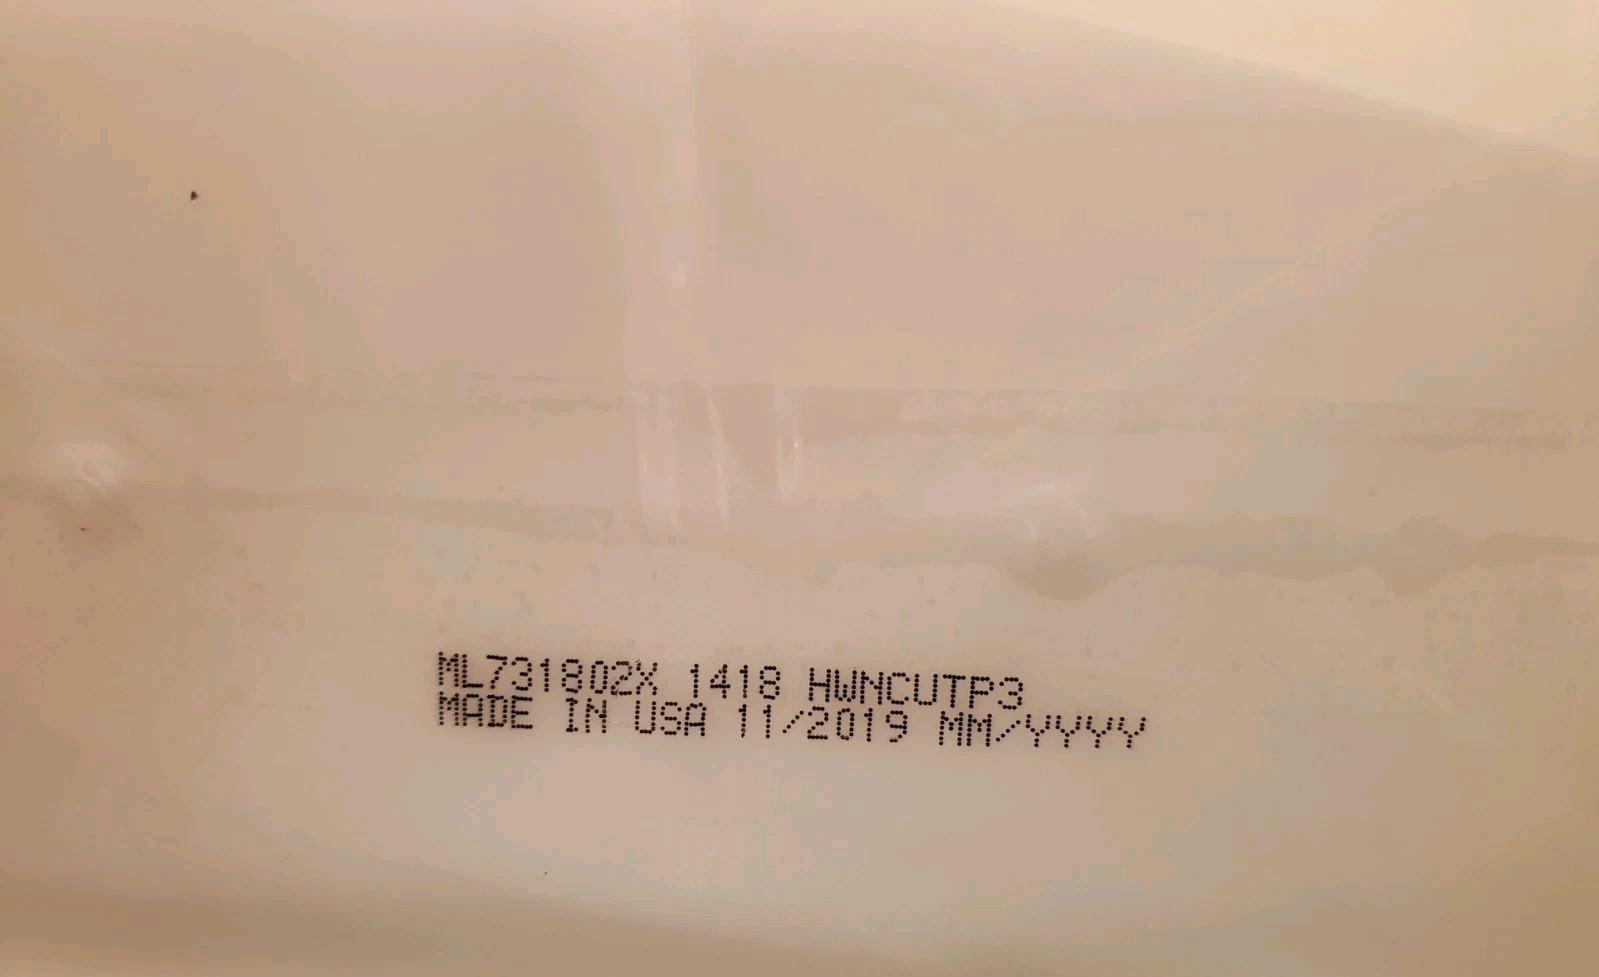 ML731802X 1418 HWNCUTP3
MADE IN USA 11/2019 MM/YYYY